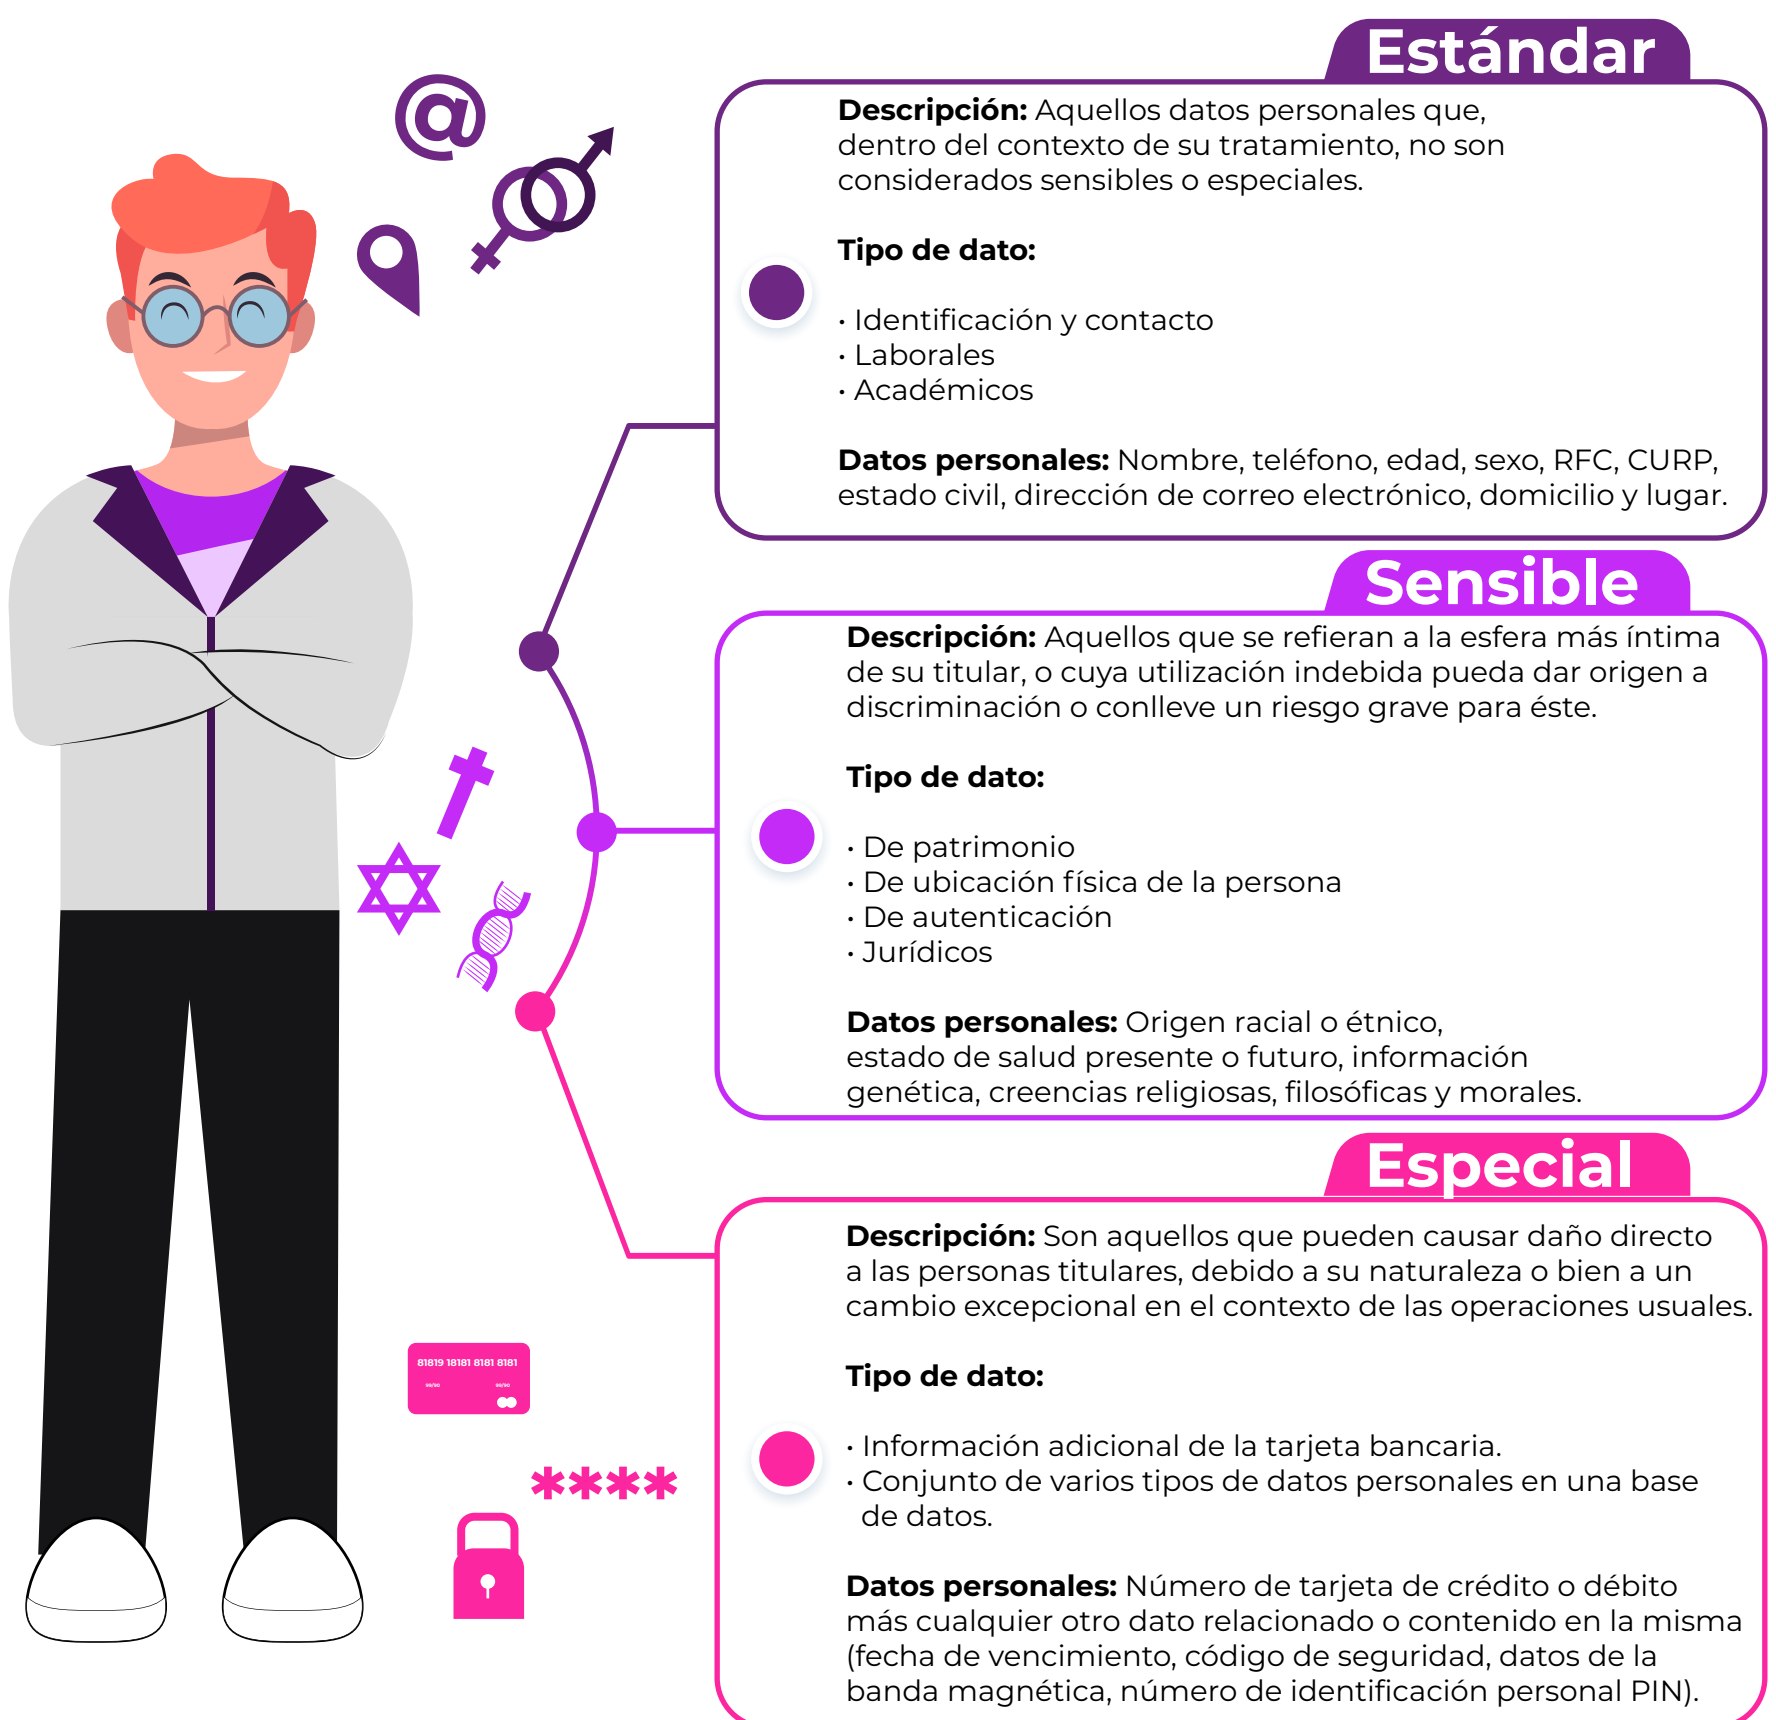 Estándar
Descripción: Aquellos datos personales que,
dentro del contexto de su tratamiento, no son
considerados sensibles o especiales.
Tipo de dato:
• Identificación y contacto
• Laborales
• Académicos
Datos personales: Nombre, teléfono, edad, sexo, RFC, CURP,
estado civil, dirección de correo electrónico, domicilio y lugar.
Sensible
Descripción: Aquellos que se refieran a la esfera más íntima
de su titular, o cuya utilización indebida pueda dar origen a
discriminación o conlleve un riesgo grave para éste.
Tipo de dato:
• De patrimonio
• De ubicación física de la persona
• De autenticación
• Jurídicos
Datos personales: Origen racial o étnico,
estado de salud presente o futuro, información
genética, creencias religiosas, filosóficas y morales.
Especial
Descripción: Son aquellos que pueden causar daño directo
a las personas titulares, debido a su naturaleza o bien a un
cambio excepcional en el contexto de las operaciones usuales.
Tipo de dato:
• Información adicional de la tarjeta bancaria.
• Conjunto de varios tipos de datos personales en una base
de datos.
Datos personales: Número de tarjeta de crédito o débito
más cualquier otro dato relacionado o contenido en la misma
(fecha de vencimiento, código de seguridad, datos de la
banda magnética, número de identificación personal PIN).
@
81819 18181 8181 8181
****